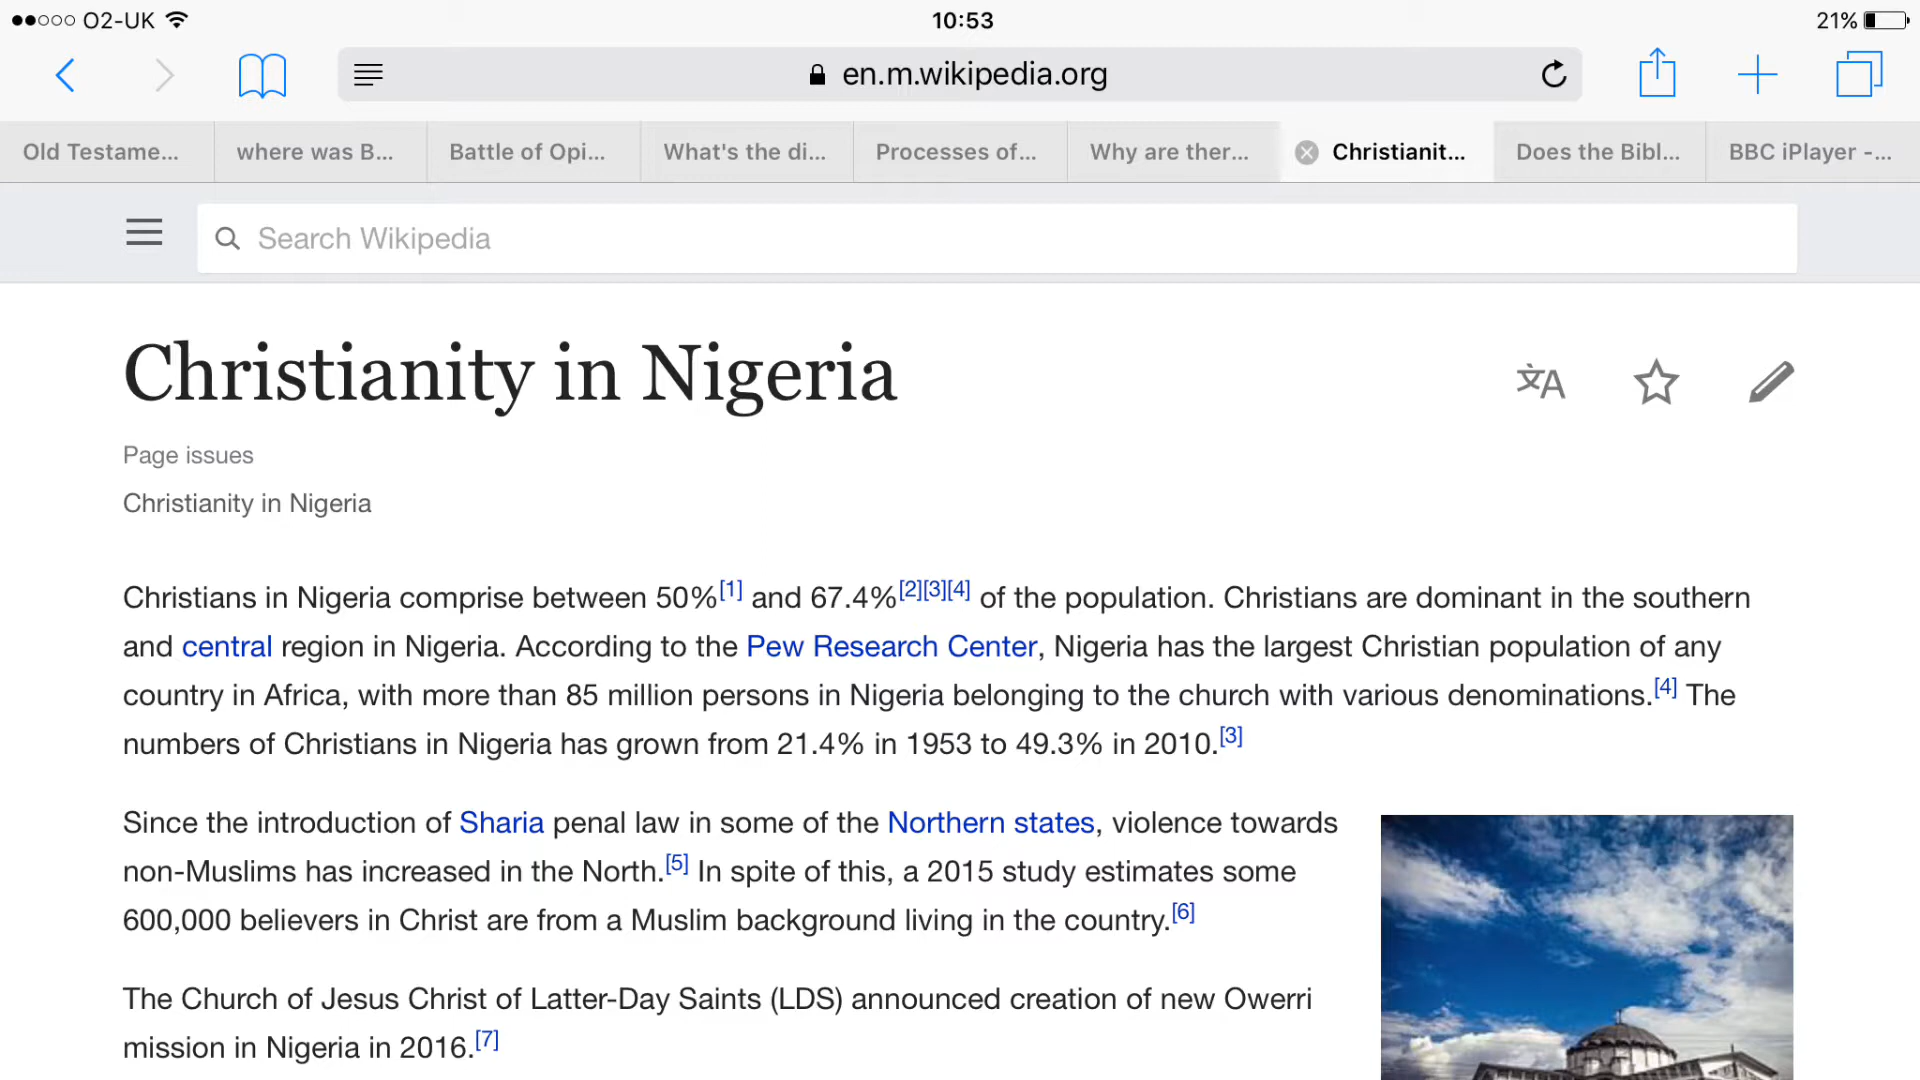 O2-UK 10:53 21%
en.m.wikipedia.org
Old Testame... where was B... Battle of Opi... What's the di... Processes of... Why are ther... Christianit... Does the Bibl... BBC iPlayer -...
Search Wikipedia
Christianity in Nigeria
文A
Page issues
Christianity in Nigeria
Christians in Nigeria comprise between 50%[1] and 67.4%[2][3][4] of the population. Christians are dominant in the southern
and central region in Nigeria. According to the Pew Research Center, Nigeria has the largest Christian population of any
country in Africa, with more than 85 million persons in Nigeria belonging to the church with various denominations.[4] The
numbers of Christians in Nigeria has grown from 21.4% in 1953 to 49.3% in 2010.[3]
Since the introduction of Sharia penal law in some of the Northern states, violence towards
non-Muslims has increased in the North.[5] In spite of this, a 2015 study estimates some
600,000 believers in Christ are from a Muslim background living in the country.[6]
The Church of Jesus Christ of Latter-Day Saints (LDS) announced creation of new Owerri
mission in Nigeria in 2016.[7]